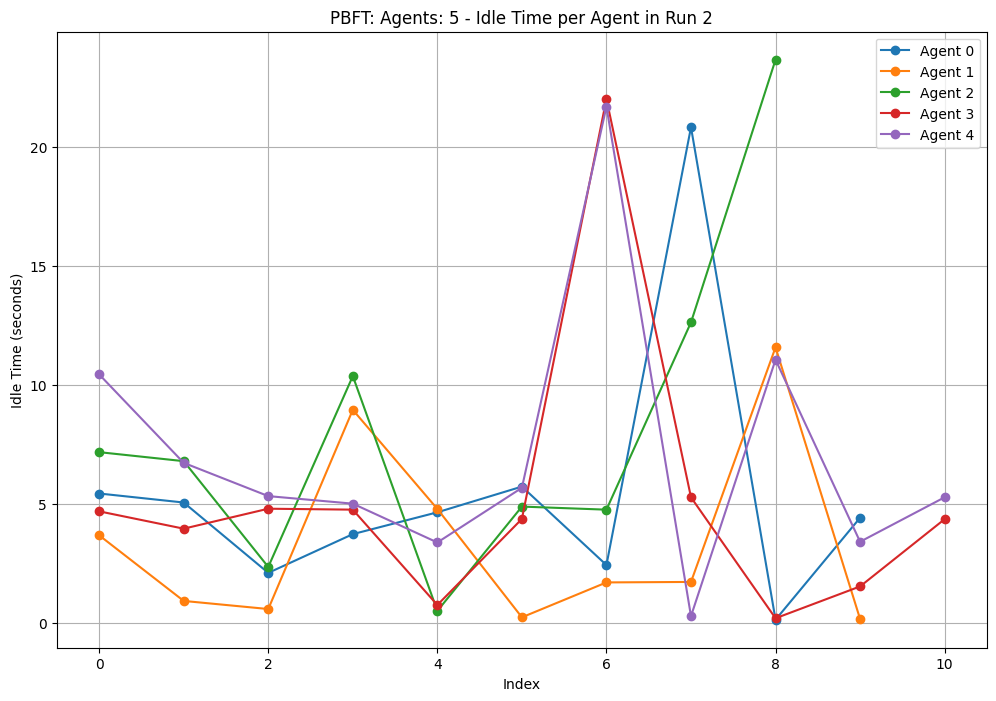 PBFT: Agents: 5 - Idle Time per Agent in Run 2
Agent 0
Agent 1
Agent 2
Agent 3
Agent 4
Idle Time (seconds)
20
15
10
5
0
0 2 4 6 8 10
Index